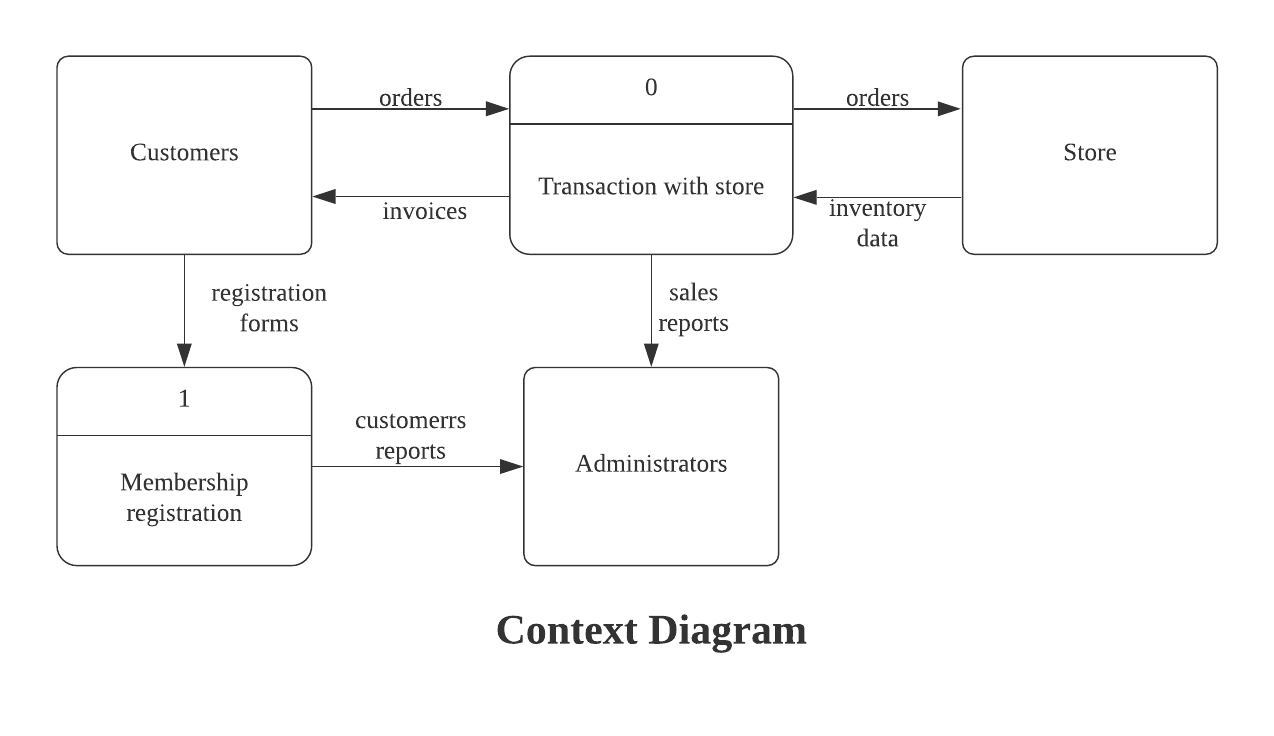 Customers
orders
0
Transaction with store
orders
Store
invoices
inventory
data
registration
forms
sales
reports
1
Membership
registration
customerrs
reports
Administrators
Context Diagram